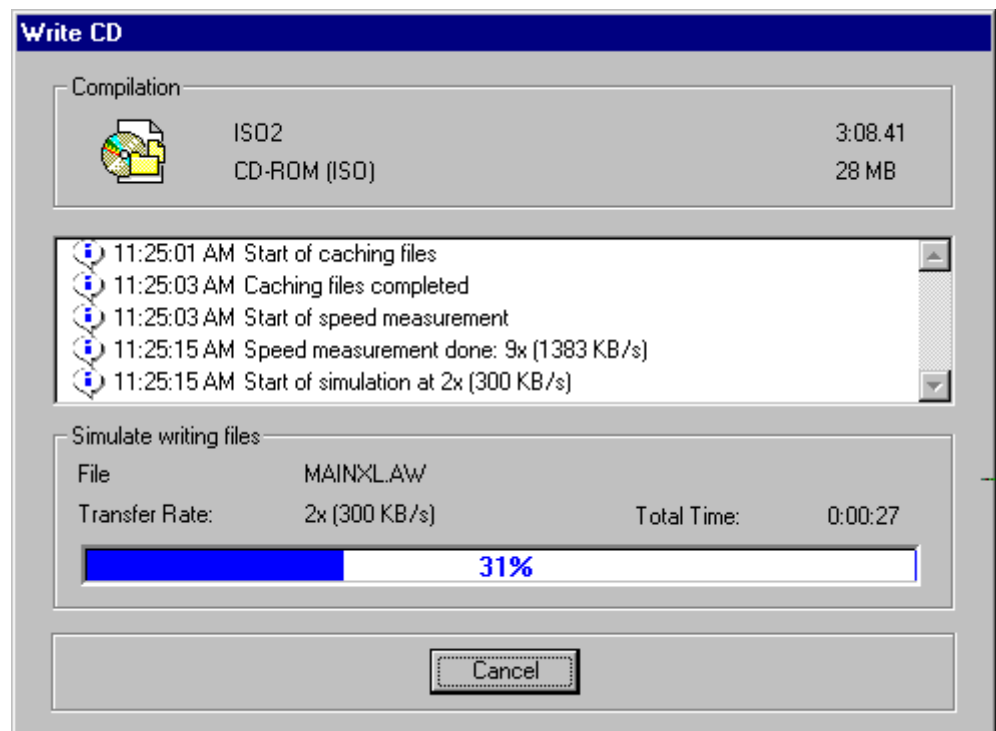 Write CD
Compilation
ISO2 3:08.41
CD-ROM (ISO) 28 MB
11:25:01 AM Start of caching files
11:25:03 AM Caching files completed
11:25:03 AM Start of speed measurement
11:25:15 AM Speed measurement done: 9x (1383 KB/s)
11:25:15 AM Start of simulation at 2x (300 KB/s)
Simulate writing files
File MAINXL.AW
Transfer Rate: 2x (300 KB/s) Total Time: 0:00:27
31%
Cancel